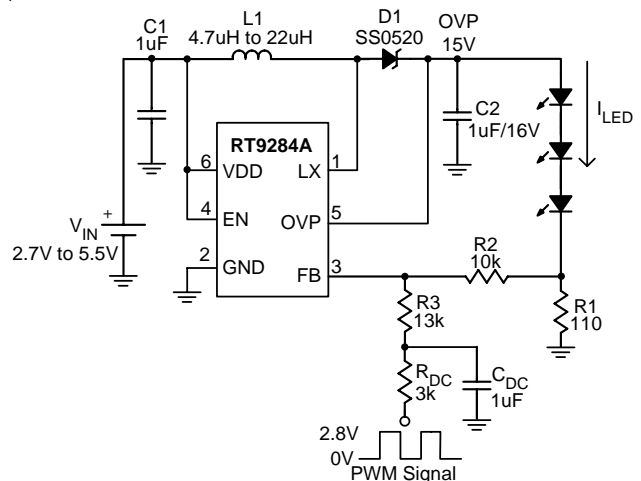 C1
1uF
L1
4.7uH to 22uH
D1
SS0520
OVP
15V
C2
1uF/16V
I LED
RT9284A
6 VDD
LX 1
4 EN
OVP 5
2 GND
FB 3
+
V IN
2.7V to 5.5V
R2
10k
R1
110
R3
13k
R DC
3k
C DC
1uF
2.8V
0V
PWM Signal